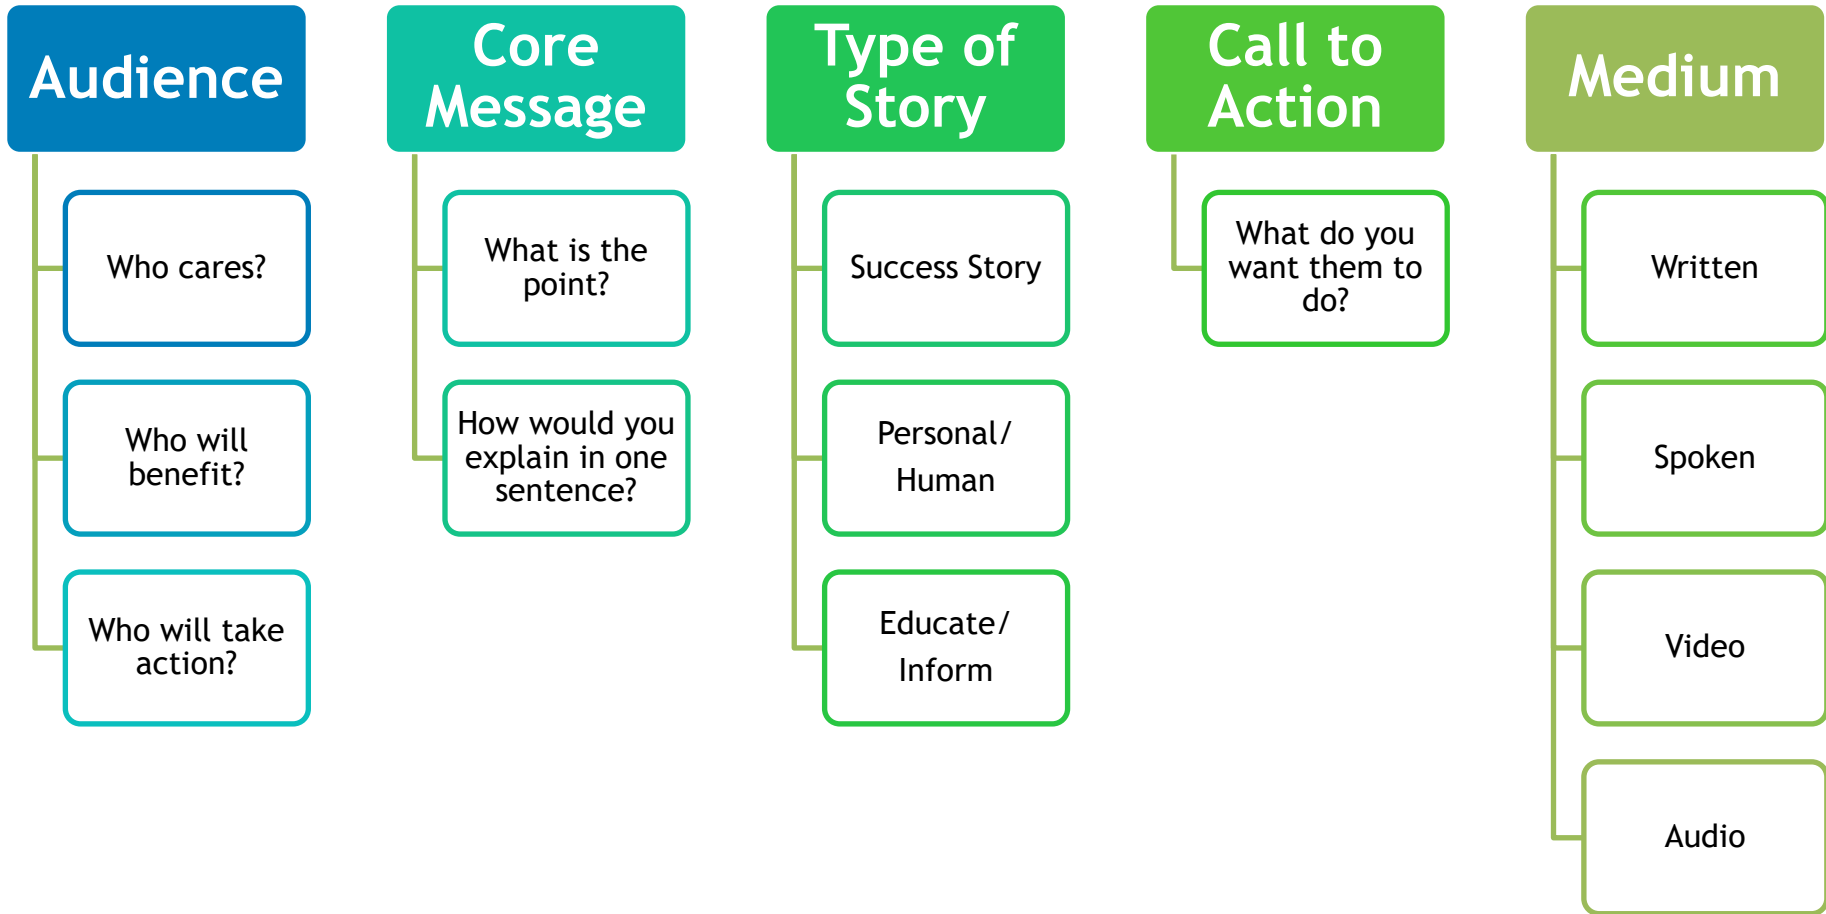 Audience
Who cares?
Who will
benefit?
Who will take
action?
Core
Message
What is the
point?
How would you
explain in one
sentence?
Type of
Story
Success Story
Personal/
Human
Educate/
Inform
Call to
Action
What do you
want them to
do?
Medium
Written
Spoken
Video
Audio